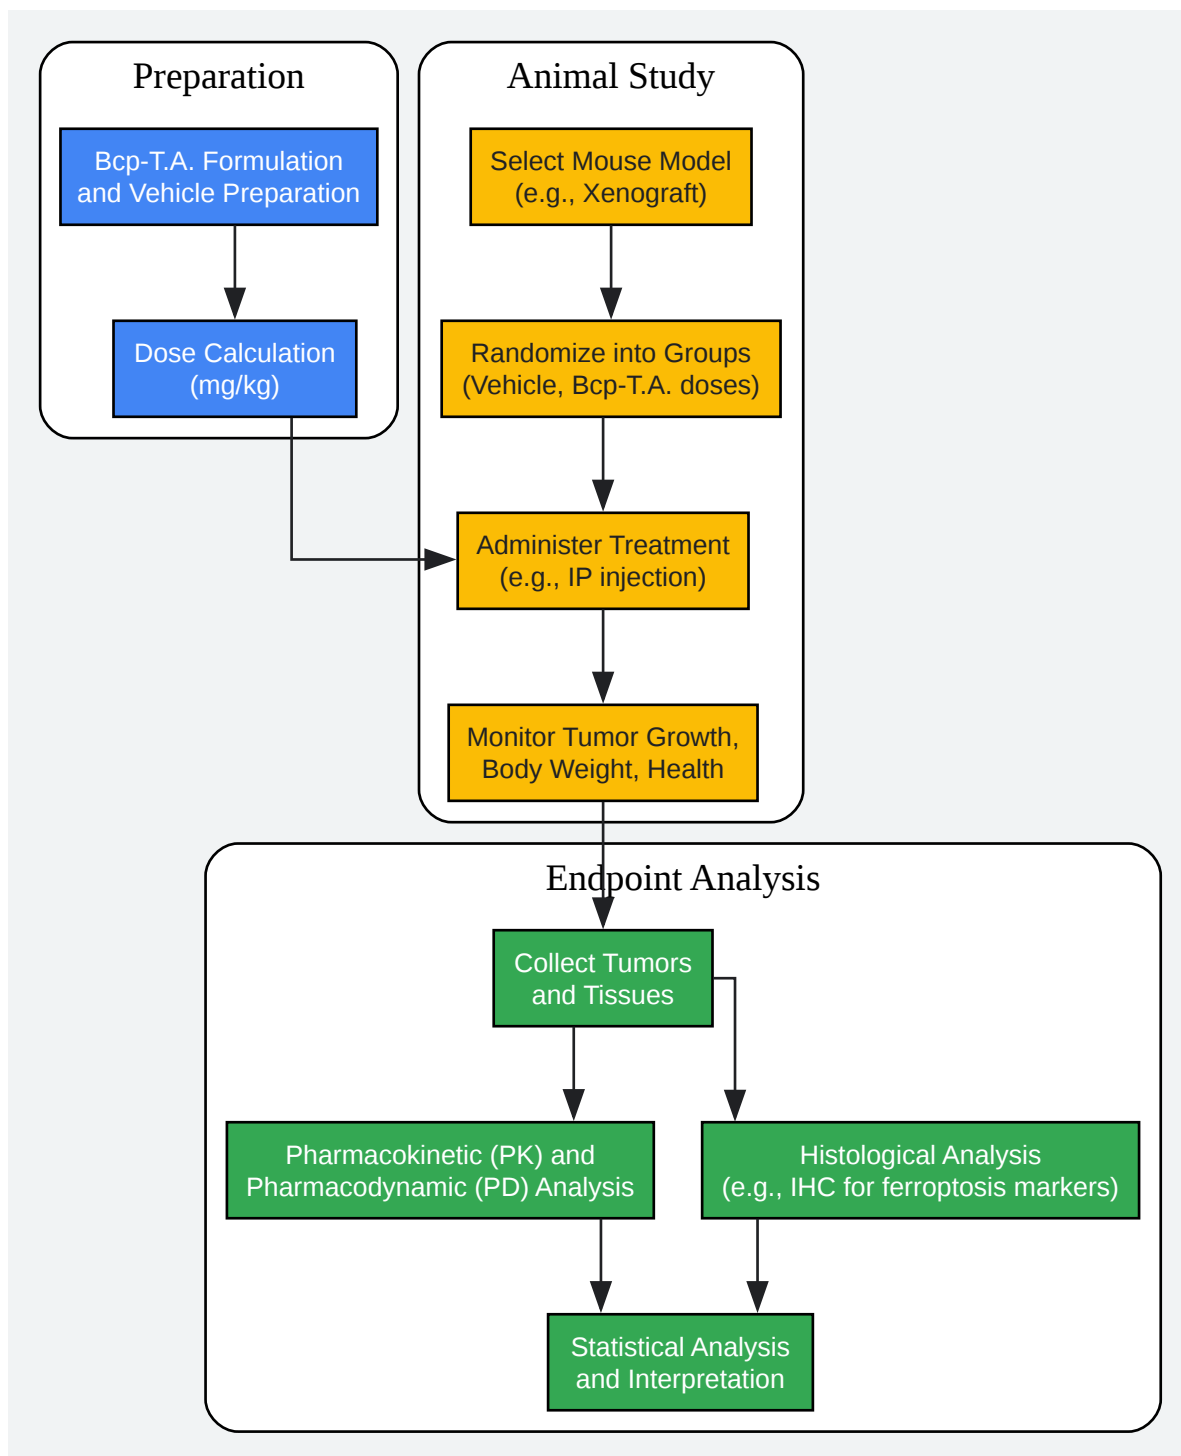 Preparation
Bcp-T.A. Formulation
and Vehicle Preparation
Dose Calculation
(mg/kg)
Animal Study
Select Mouse Model
(e.g., Xenograft)
Randomize into Groups
(Vehicle, Bcp-T.A. doses)
Administer Treatment
(e.g., IP injection)
Monitor Tumor Growth,
Body Weight, Health
Endpoint Analysis
Collect Tumors
and Tissues
Pharmacokinetic (PK) and
Pharmacodynamic (PD) Analysis
Histological Analysis
(e.g., IHC for ferroptosis markers)
Statistical Analysis
and Interpretation